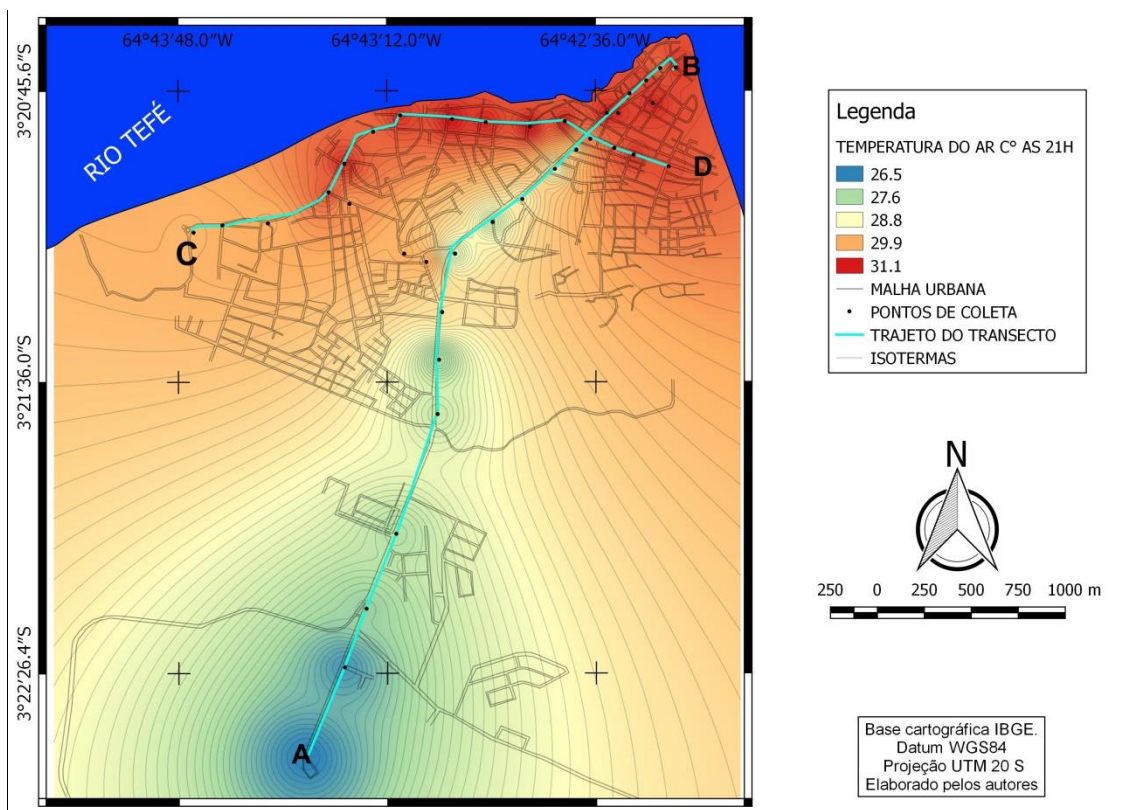 64°43′48.0″W 64°43′12.0″W 64°42′36.0″W
3°20′45.6″S
3°21′36.0″S
3°22′26.4″S
RIO TEFÉ
B
D
C
A
Legenda
TEMPERATURA DO AR C° AS 21H
26.5
27.6
28.8
29.9
31.1
MALHA URBANA
PONTOS DE COLETA
TRAJETO DO TRANSECTO
ISOTERMAS
N
250 0 250 500 750 1000 m
Base cartográfica IBGE.
Datum WGS84
Projeção UTM 20 S
Elaborado pelos autores